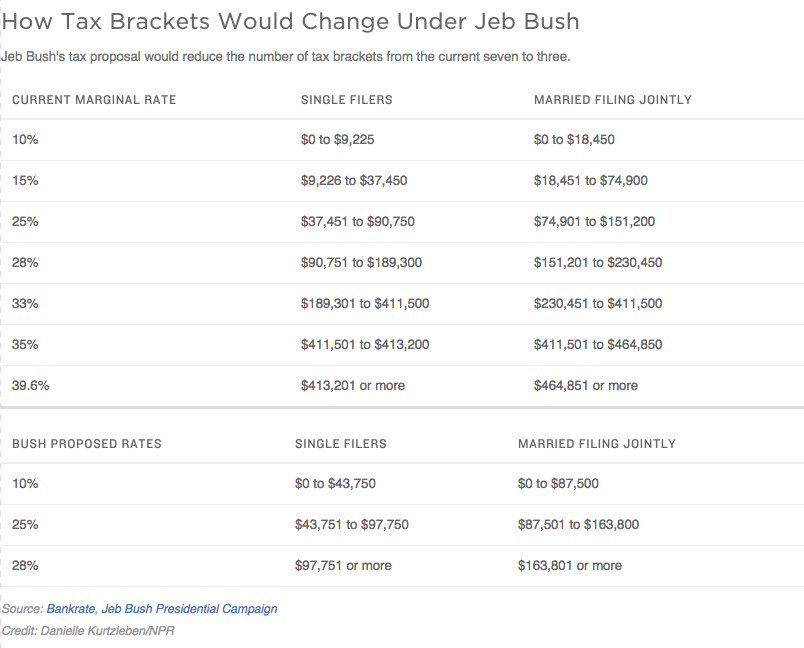 How Tax Brackets Would Change Under Jeb Bush
Jeb Bush's tax proposal would reduce the number of tax brackets from the current seven to three.
CURRENT MARGINAL RATE SINGLE FILERS MARRIED FILING JOINTLY
10% $0 to $9,225 $0 to $18,450
15% $9,226 to $37,450 $18,451 to $74,900
25% $37,451 to $90,750 $74,901 to $151,200
28% $90,751 to $189,300 $151,201 to $230,450
33% $189,301 to $411,500 $230,451 to $411,500
35% $411,501 to $413,200 $411,501 to $464,850
39.6% $413,201 or more $464,851 or more
BUSH PROPOSED RATES SINGLE FILERS MARRIED FILING JOINTLY
10% $0 to $43,750 $0 to $87,500
25% $43,751 to $97,750 $87,501 to $163,800
28% $97,751 or more $163,801 or more
Source: Bankrate, Jeb Bush Presidential Campaign
Credit: Danielle Kurtzleben/NPR